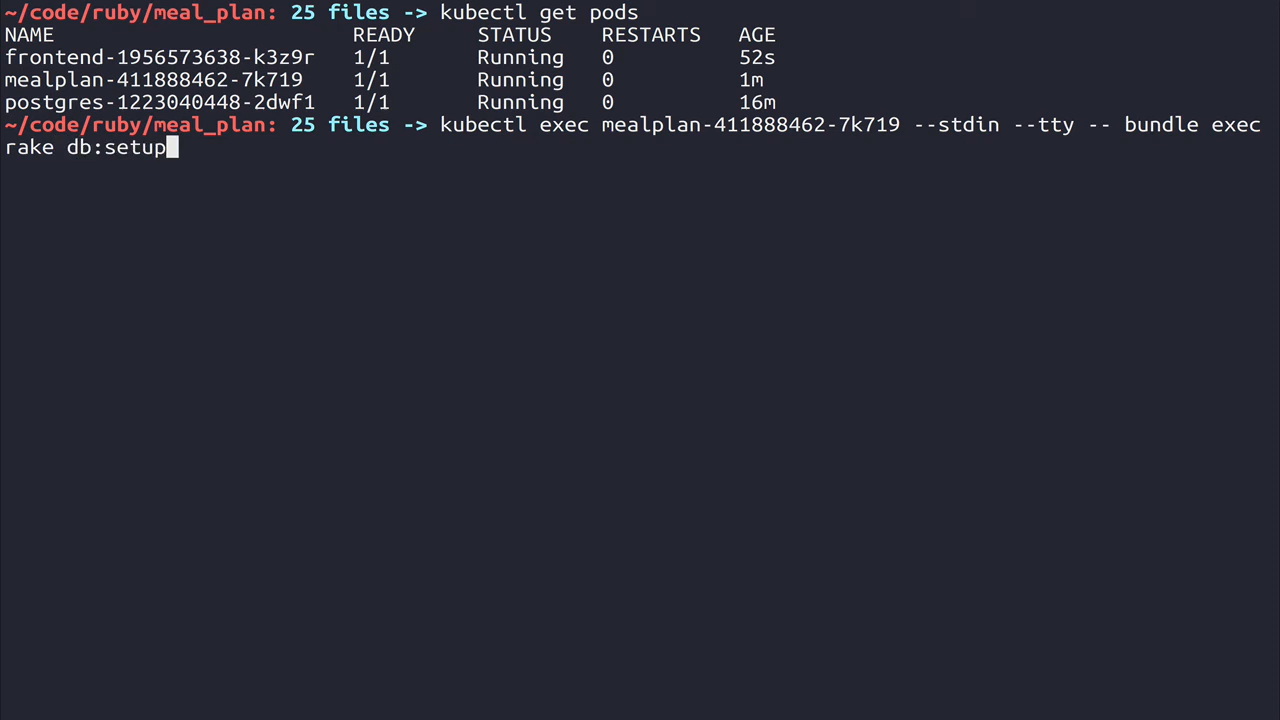 ~/code/ruby/meal_plan: 25 files -> kubectl get pods
NAME READY STATUS RESTARTS AGE
frontend-1956573638-k3z9r 1/1 Running 0 52s
mealplan-411888462-7k719 1/1 Running 0 1m
postgres-1223040448-2dwf1 1/1 Running 0 16m
~/code/ruby/meal_plan: 25 files -> kubectl exec mealplan-411888462-7k719 --stdin --tty -- bundle exec
rake db:setup